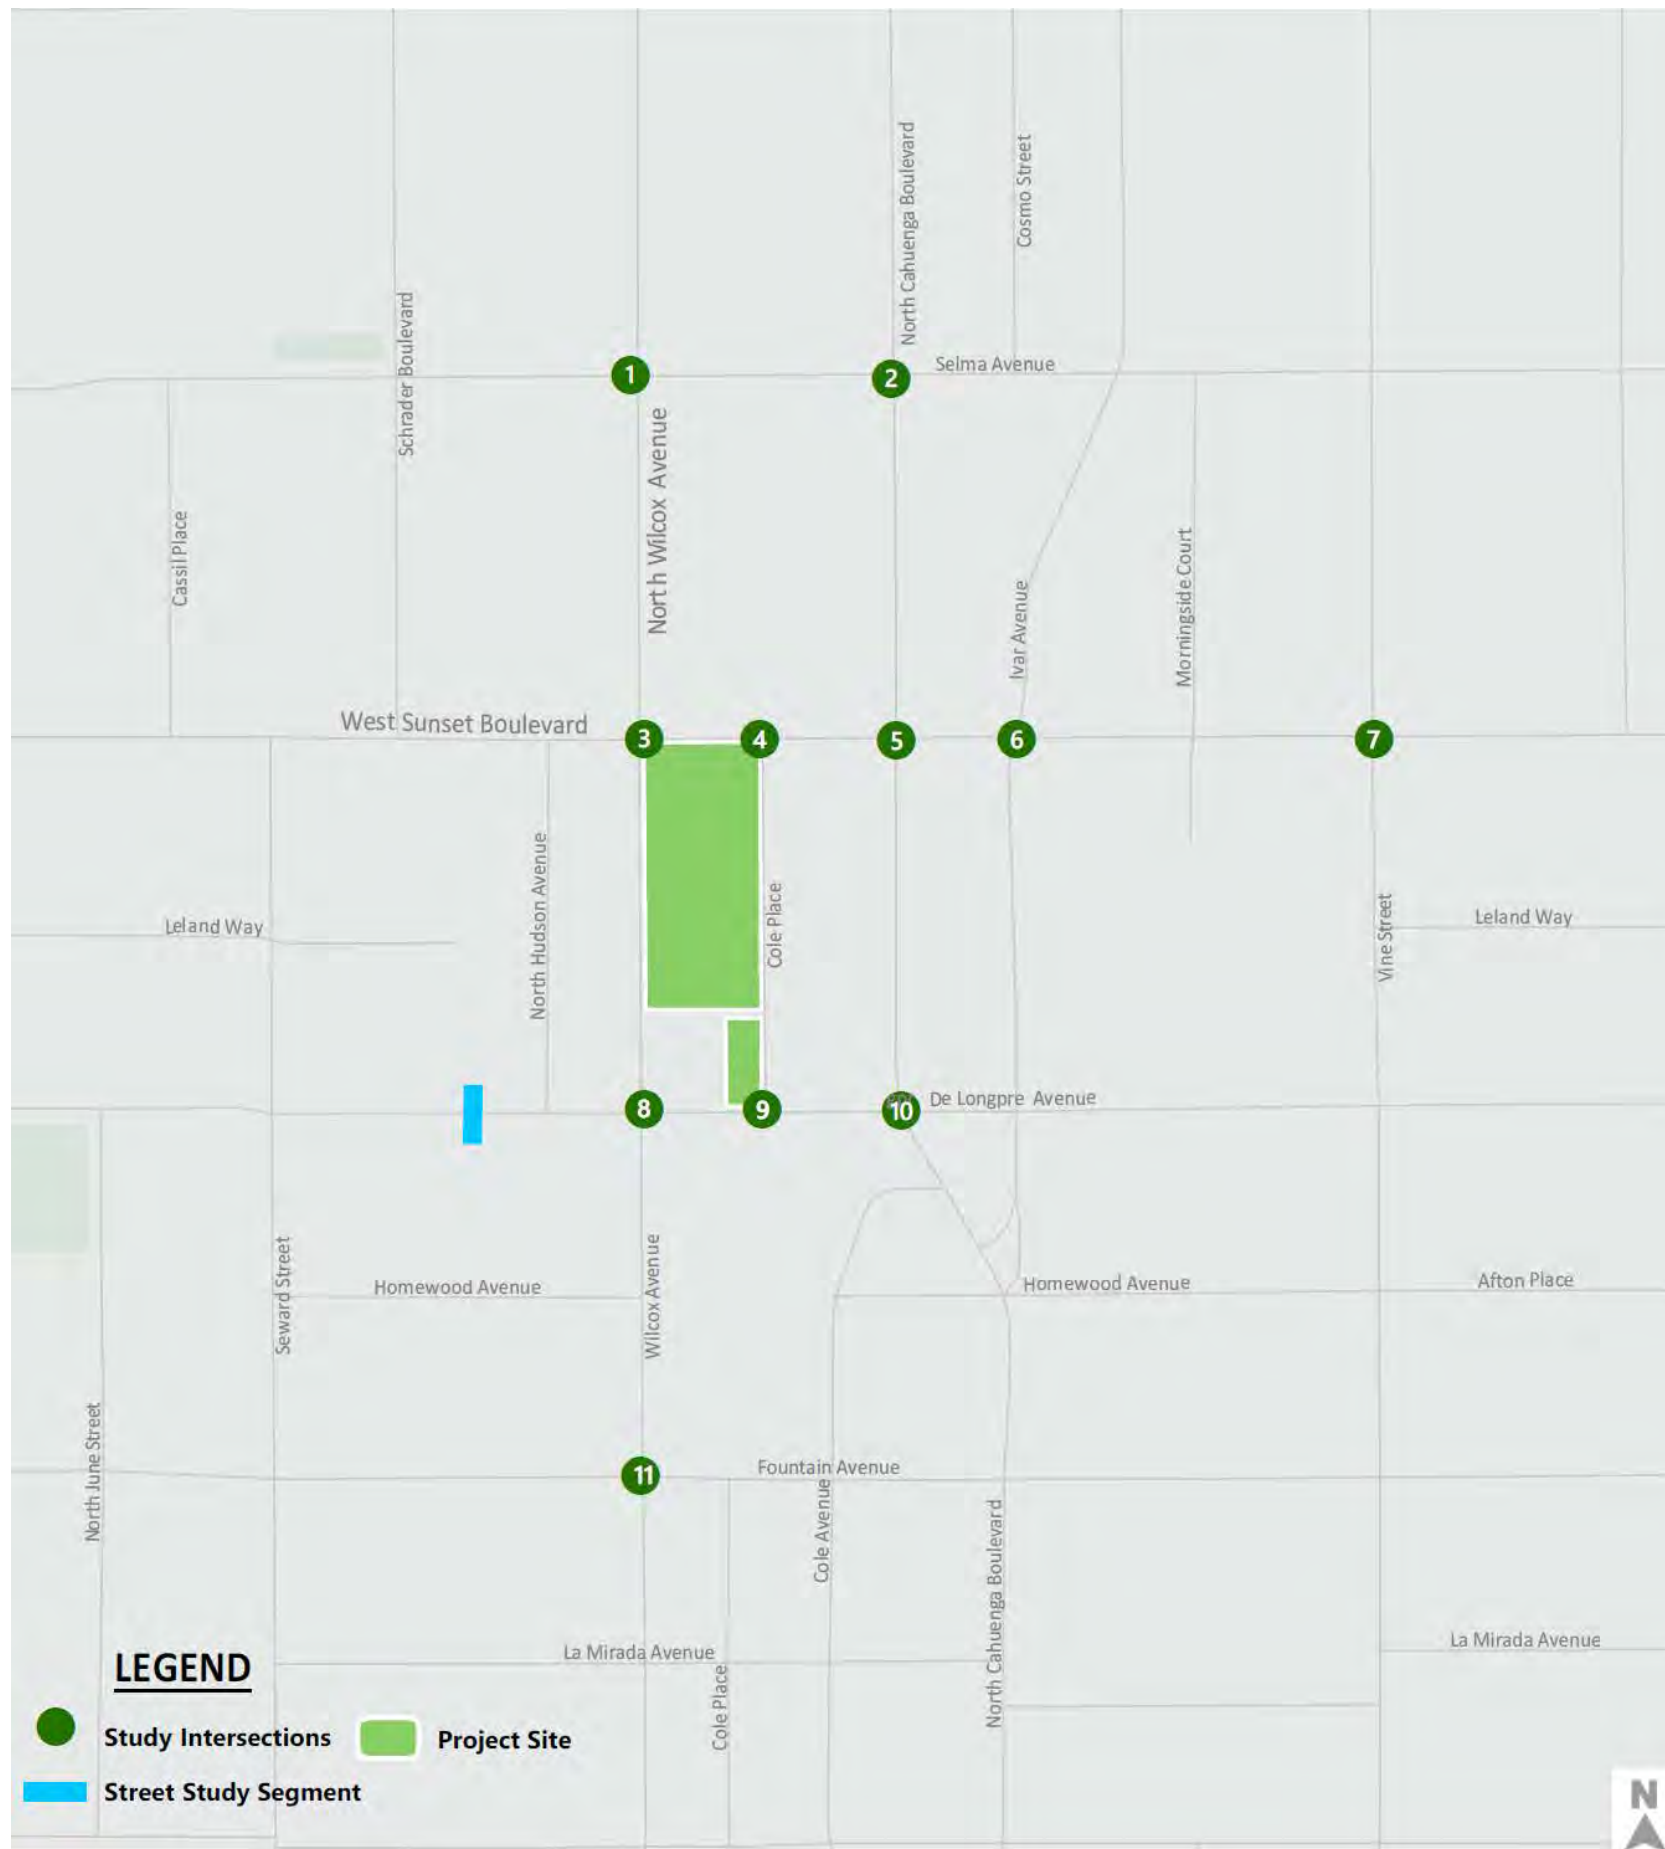 North Cahuenga Boulevard
Cosmo Street
Schrader Boulevard
Selma Avenue
1
2
North Wilcox Avenue
Cassil Place
Morningside Court
Ivar Avenue
West Sunset Boulevard
3
4
5
6
7
North Hudson Avenue
Cole Place
Vine Street
Leland Way
Leland Way
De Longpre Avenue
8
9
10
Seward Street
Wilcox Avenue
Homewood Avenue
Homewood Avenue
Afton Place
North June Street
11
Fountain Avenue
Cole Avenue
North Cahuenga Boulevard
La Mirada Avenue
La Mirada Avenue
Cole Place
LEGEND
Study Intersections
Project Site
Street Study Segment
N